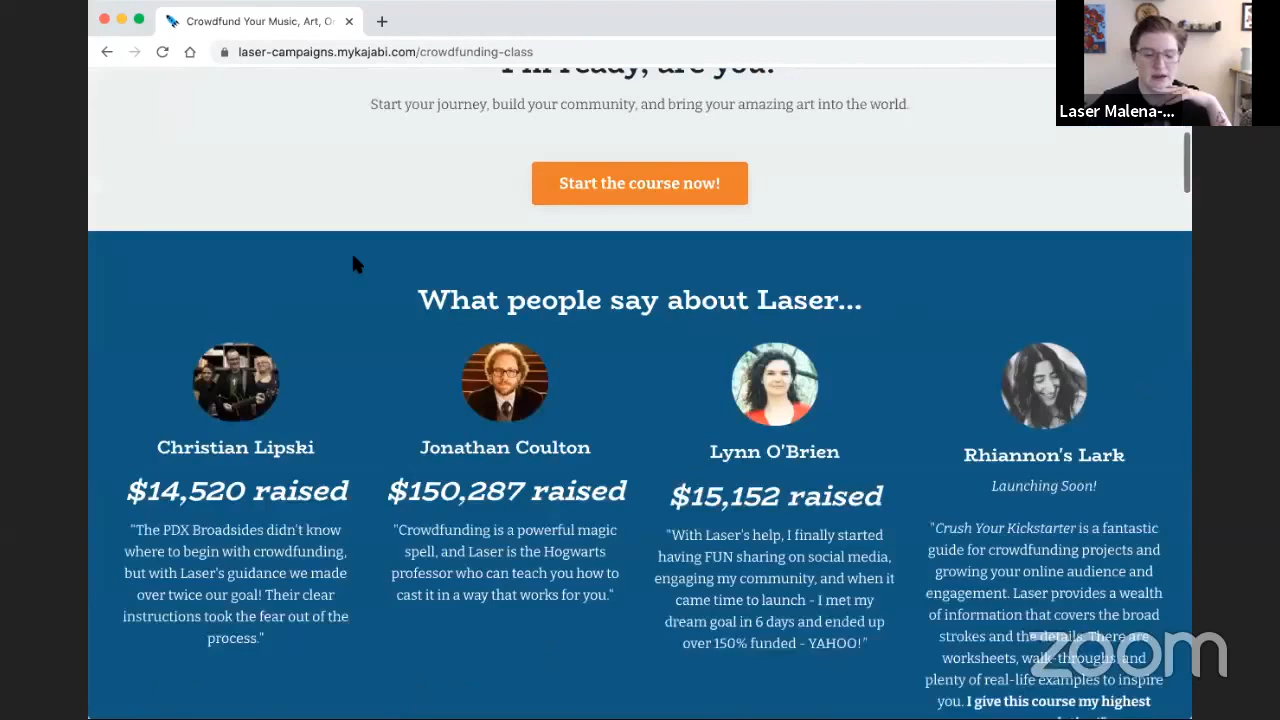 Crowdfund Your Music, Art, Or
laser-campaigns.mykajabi.com/crowdfunding-class
I'm ready, are you?
Start your journey, build your community, and bring your amazing art into the world.
Laser Malena-...
Start the course now!
What people say about Laser...
Christian Lipski
$14,520 raised
"The PDX Broadsides didn't know
where to begin with crowdfunding,
but with Laser's guidance we made
over twice our goal! Their clear
instructions took the fear out of the
process."
Jonathan Coulton
$150,287 raised
"Crowdfunding is a powerful magic
spell, and Laser is the Hogwarts
professor who can teach you how to
cast it in a way that works for you."
Lynn O'Brien
$15,152 raised
"With Laser's help, I finally started
having FUN sharing on social media,
engaging my community, and when it
came time to launch - I met my
dream goal in 6 days and ended up
over 150% funded - YAHOO!"
Rhiannon's Lark
Launching Soon!
"Crush Your Kickstarter is a fantastic
guide for crowdfunding projects and
growing your online audience and
engagement. Laser provides a wealth
of information that covers the broad
strokes and the details. There are
worksheets, walk-throughs, and
plenty of real-life examples to inspire
you. I give this course my highest
zoom